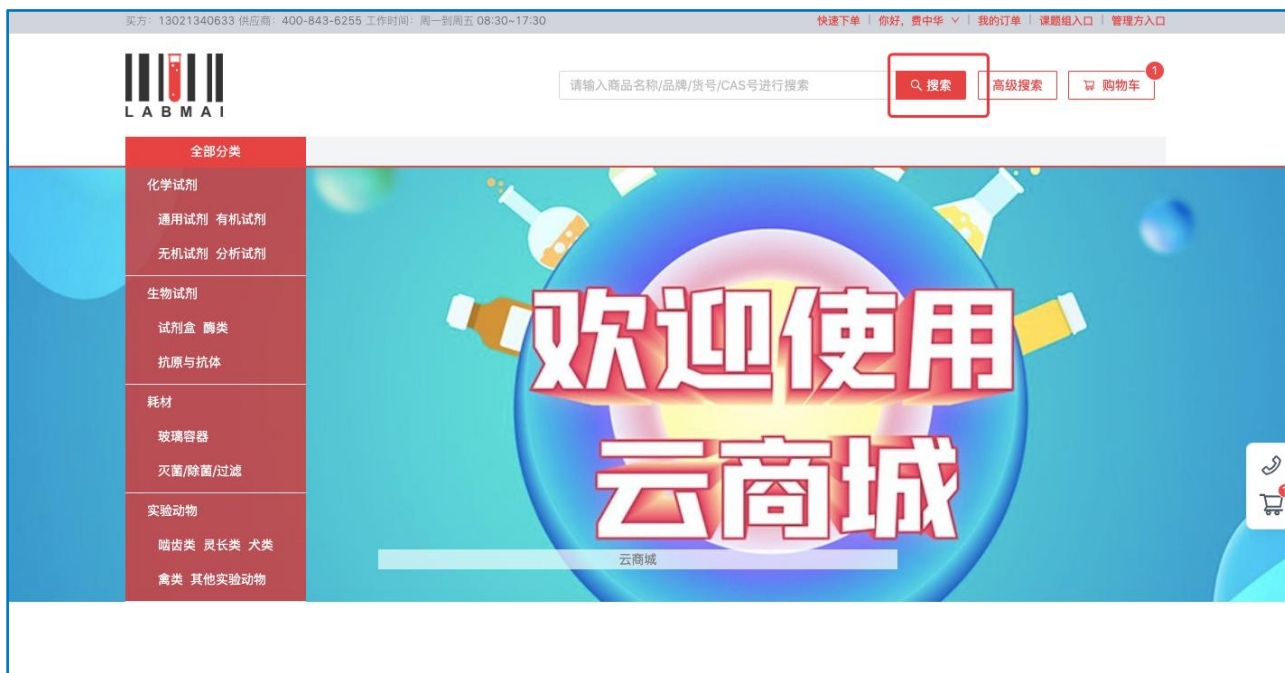 买方：13021340633 供应商：400-843-6255 工作时间：周一到周五 08:30~17:30
快速下单 | 你好，费中华 | 我的订单 | 课题组入口 | 管理方入口
LABMAI
请输入商品名称/品牌/货号/CAS号进行搜索
搜索
高级搜索
购物车
1
全部分类
化学试剂
通用试剂 有机试剂
无机试剂 分析试剂
生物试剂
试剂盒 酶类
抗原与抗体
耗材
玻璃容器
灭菌/除菌/过滤
实验动物
啮齿类 灵长类 犬类
禽类 其他实验动物
欢迎使用
云商城
云商城